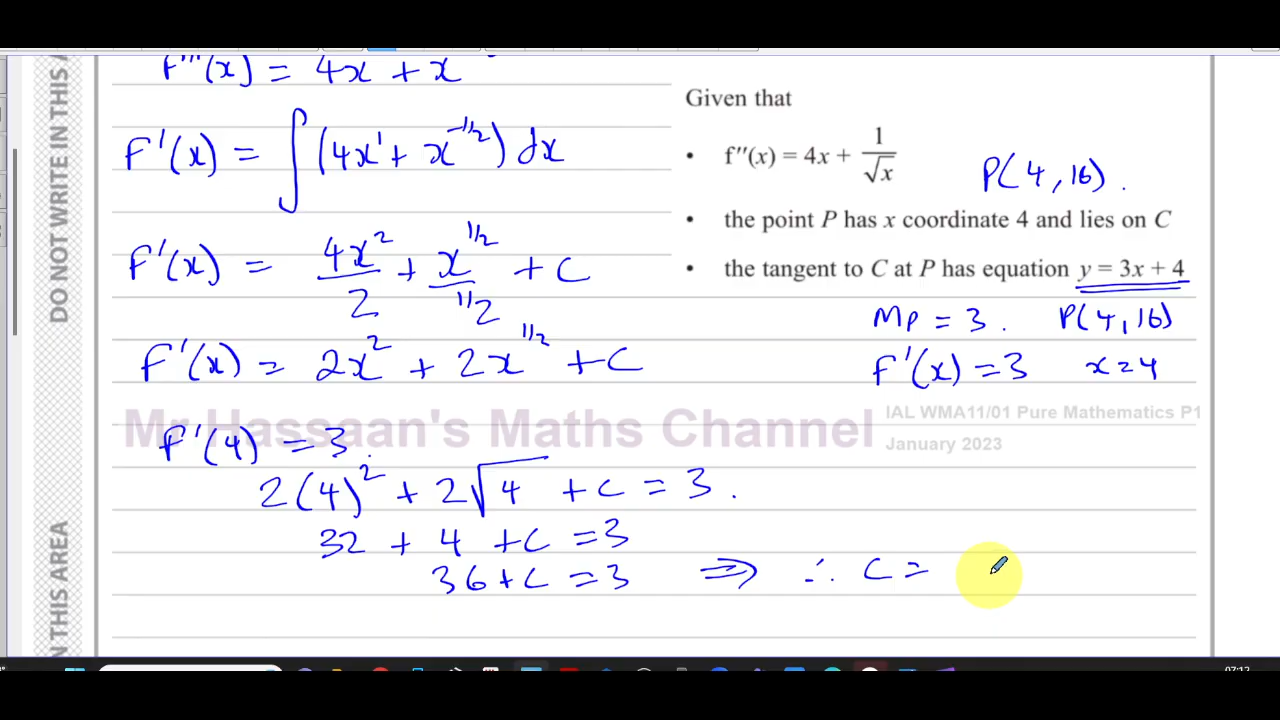 f''(x) = 4x + x
f'(x) = ∫(4x¹ + x^-1/2) dx
f'(x) = 4x²/2 + x^1/2 / 1/2 + C
f'(x) = 2x² + 2x^1/2 + C
f'(4) = 3.
2(4)² + 2√4 + C = 3.
32 + 4 + C = 3
36 + C = 3 ⇒ ∴ C =
Given that
• f''(x) = 4x + 1/√x
P(4, 16).
• the point P has x coordinate 4 and lies on C
• the tangent to C at P has equation y = 3x + 4
Mp = 3. P(4, 16)
f'(x) = 3 x = 4
Mr Hassaan's Maths Channel
IAL WMA11/01 Pure Mathematics P1
January 2023
DO NOT WRITE IN THIS A
N THIS AREA
07:12